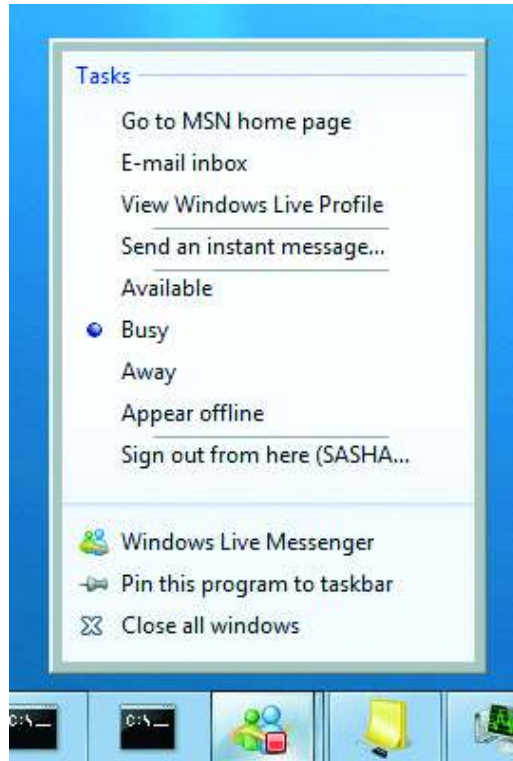 Tasks
Go to MSN home page
E-mail inbox
View Windows Live Profile
Send an instant message...
Available
Busy
Away
Appear offline
Sign out from here (SASHA...
Windows Live Messenger
Pin this program to taskbar
Close all windows
C:\_
C:\_